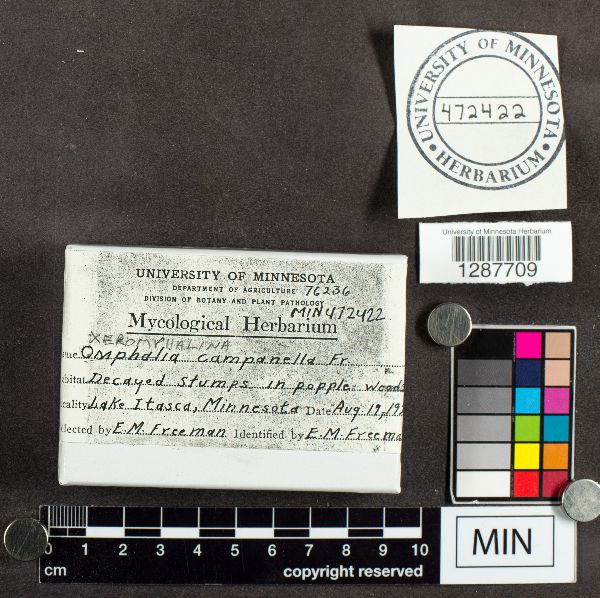 UNIVERSITY OF MINNESOTA
472422
• HERBARIUM •
University of Minnesota Herbarium
1287709
UNIVERSITY OF MINNESOTA
DEPARTMENT OF AGRICULTURE 76236
DIVISION OF BOTANY AND PLANT PATHOLOGY
MIN 472422
Mycological Herbarium
XEROMPHALINA
Omphalia campanella Fr.
Decayed stumps in popple woods
Lake Itasca, Minnesota Date Aug 19, 19
lected by E.M. Freeman Identified by E.M. Freeman
0 1 2 3 4 5 6 7 8 9 10
cm copyright reserved
MIN